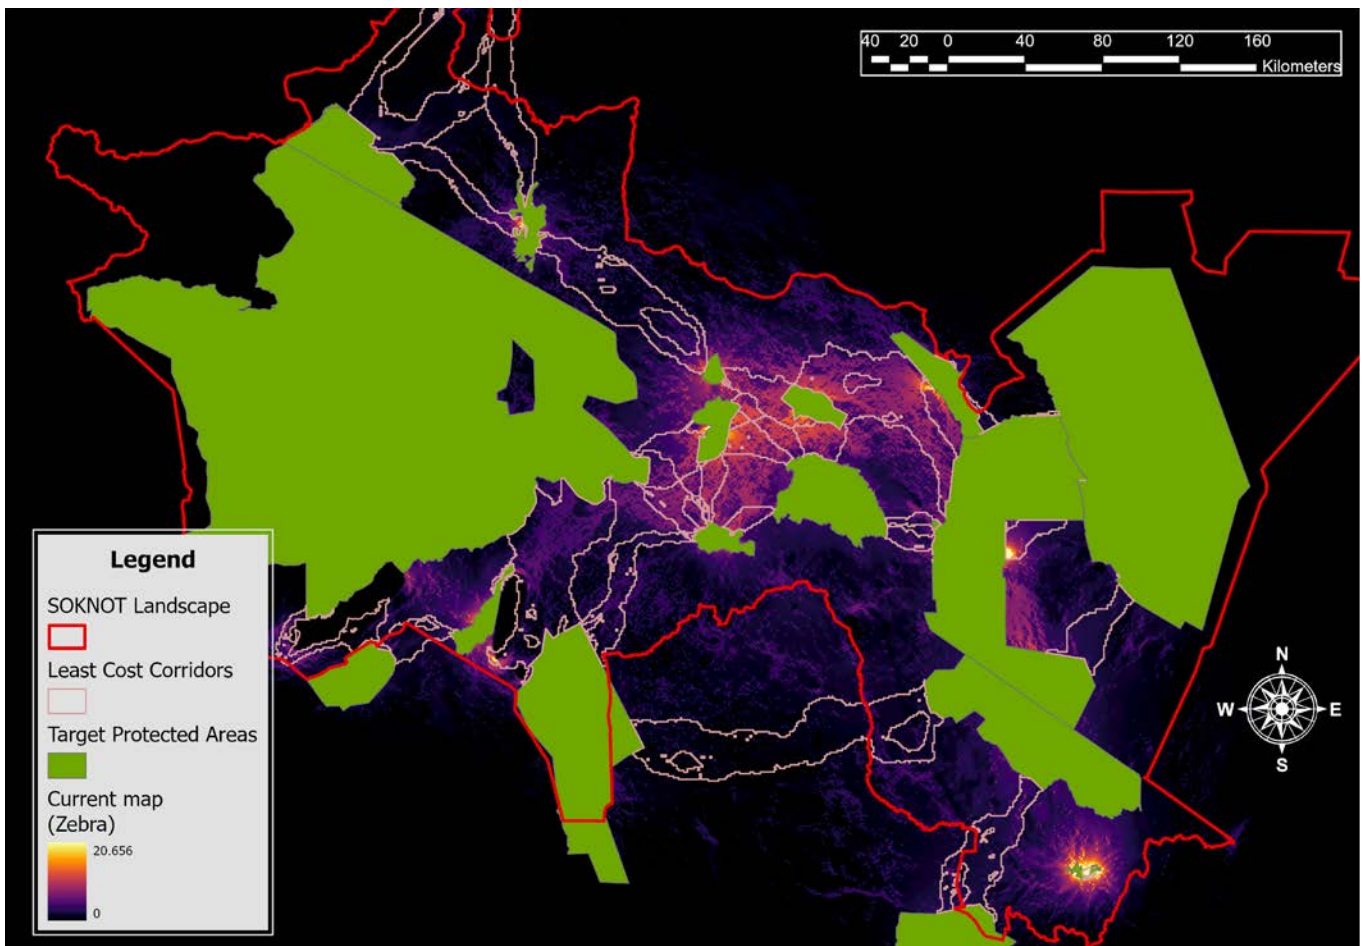 40 20 0 40 80 120 160
Kilometers
Legend
SOKNOT Landscape
Least Cost Corridors
Target Protected Areas
Current map
(Zebra)
20.656
0
N
W E
S